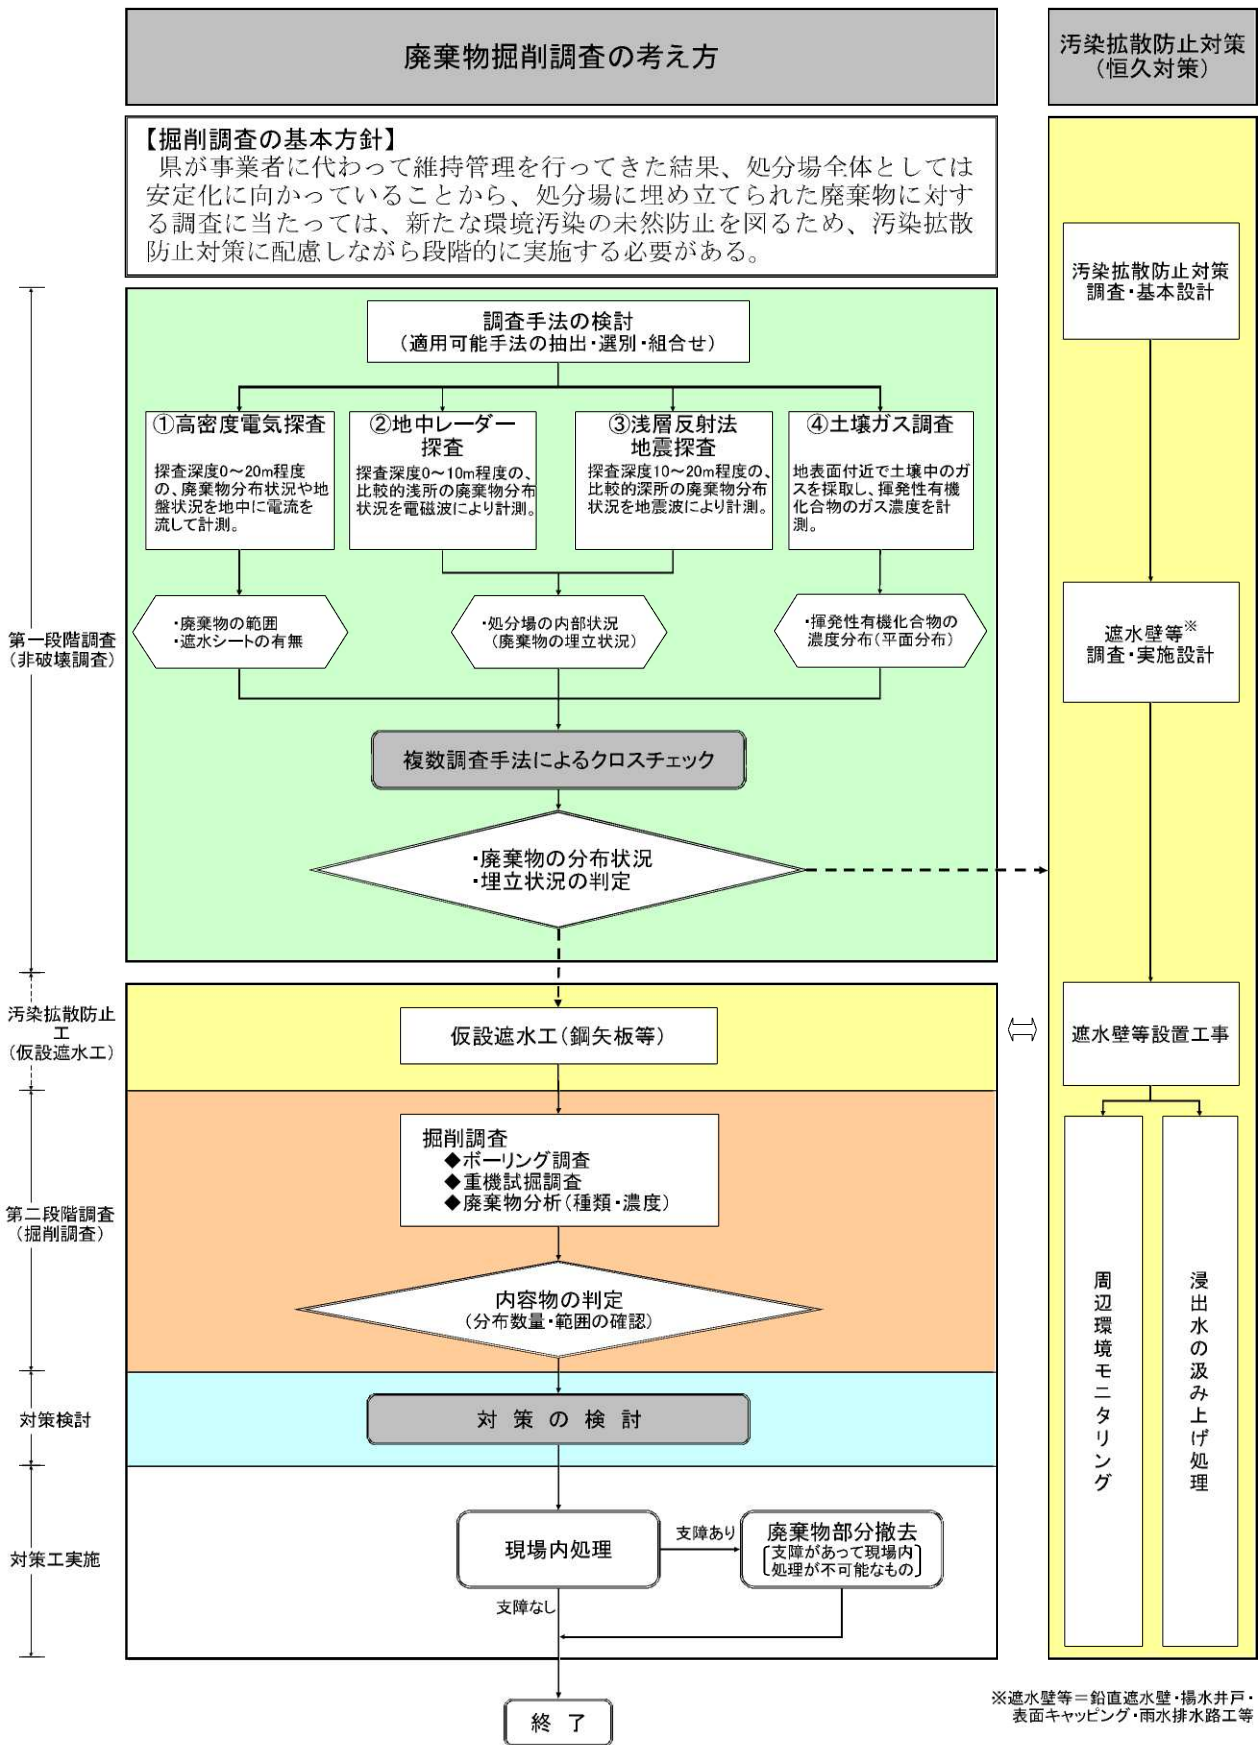 廃棄物掘削調査の考え方
汚染拡散防止対策
(恒久対策)
【掘削調査の基本方針】
県が事業者に代わって維持管理を行ってきた結果、処分場全体としては
安定化に向かっていることから、処分場に埋め立てられた廃棄物に対す
る調査に当たっては、新たな環境汚染の未然防止を図るため、汚染拡散
防止対策に配慮しながら段階的に実施する必要がある。
第一段階調査
(非破壊調査)
調査手法の検討
(適用可能手法の抽出・選別・組合せ)
①高密度電気探査
探査深度0~20m程度
の、廃棄物分布状況や地
盤状況を地中に電流を
流して計測。
②地中レーダー
探査
探査深度0~10m程度の、
比較的浅所の廃棄物分布
状況を電磁波により計測。
③浅層反射法
地震探査
探査深度10~20m程度の、
比較的深所の廃棄物分布
状況を地震波により計測。
④土壌ガス調査
地表面付近で土壌中のガ
スを採取し、揮発性有機
化合物のガス濃度を計
測。
・廃棄物の範囲
・遮水シートの有無
・処分場の内部状況
(廃棄物の埋立状況)
・揮発性有機化合物の
濃度分布(平面分布)
複数調査手法によるクロスチェック
・廃棄物の分布状況
・埋立状況の判定
汚染拡散防止
工
(仮設遮水工)
仮設遮水工(鋼矢板等)
第二段階調査
(掘削調査)
掘削調査
◆ボーリング調査
◆重機試掘調査
◆廃棄物分析(種類・濃度)
内容物の判定
(分布数量・範囲の確認)
対策検討
対策の検討
対策工実施
現場内処理
支障あり
廃棄物部分撤去
支障があって現場内
処理が不可能なもの
支障なし
終了
汚染拡散防止対策
調査・基本設計
遮水壁等※
調査・実施設計
遮水壁等設置工事
周辺環境モニタリング
浸出水の汲み上げ処理
※遮水壁等=鉛直遮水壁・揚水井戸・
表面キャッピング・雨水排水路工等